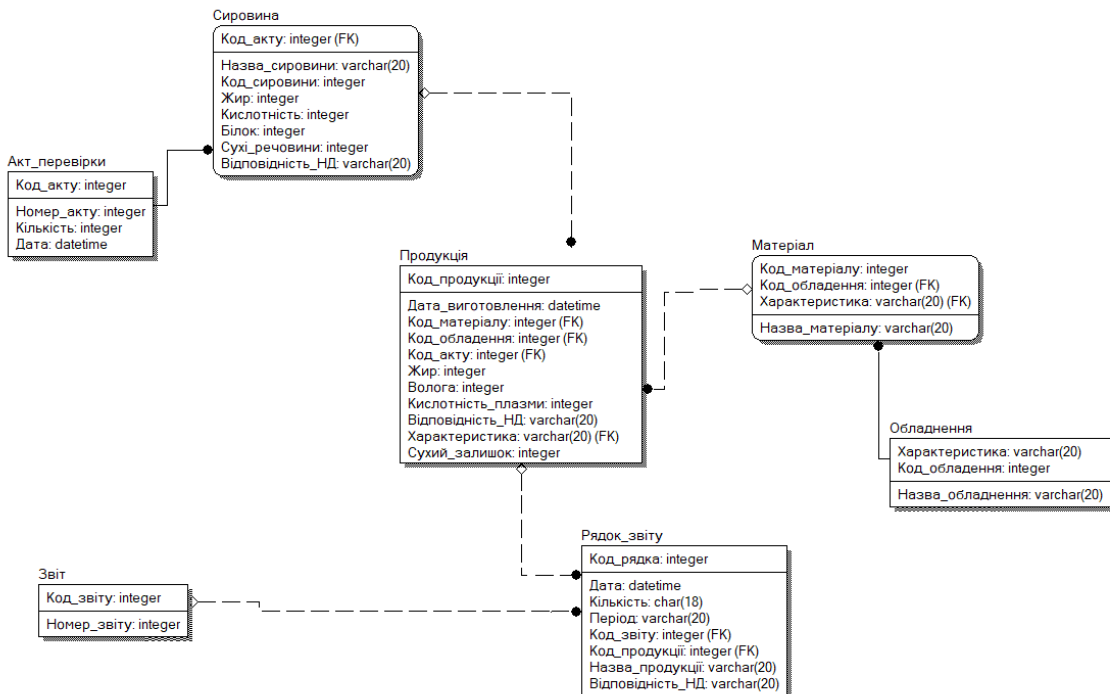 Сировина
Код_акту: integer (FK)
Назва_сировини: varchar(20)
Код_сировини: integer
Жир: integer
Кислотність: integer
Білок: integer
Сухі_речовини: integer
Відповідність_НД: varchar(20)
Акт_перевірки
Код_акту: integer
Номер_акту: integer
Кількість: integer
Дата: datetime
Продукція
Код_продукції: integer
Дата_виготовлення: datetime
Код_матеріалу: integer (FK)
Код_обладення: integer (FK)
Код_акту: integer (FK)
Жир: integer
Волога: integer
Кислотність_плазми: integer
Відповідність_НД: varchar(20)
Характеристика: varchar(20) (FK)
Сухий_залишок: integer
Матеріал
Код_матеріалу: integer
Код_обладення: integer (FK)
Характеристика: varchar(20) (FK)
Назва_матеріалу: varchar(20)
Обладнення
Характеристика: varchar(20)
Код_обладення: integer
Назва_обладнення: varchar(20)
Звіт
Код_звіту: integer
Номер_звіту: integer
Рядок_звіту
Код_рядка: integer
Дата: datetime
Кількість: char(18)
Період: varchar(20)
Код_звіту: integer (FK)
Код_продукції: integer (FK)
Назва_продукції: varchar(20)
Відповідність_НД: varchar(20)